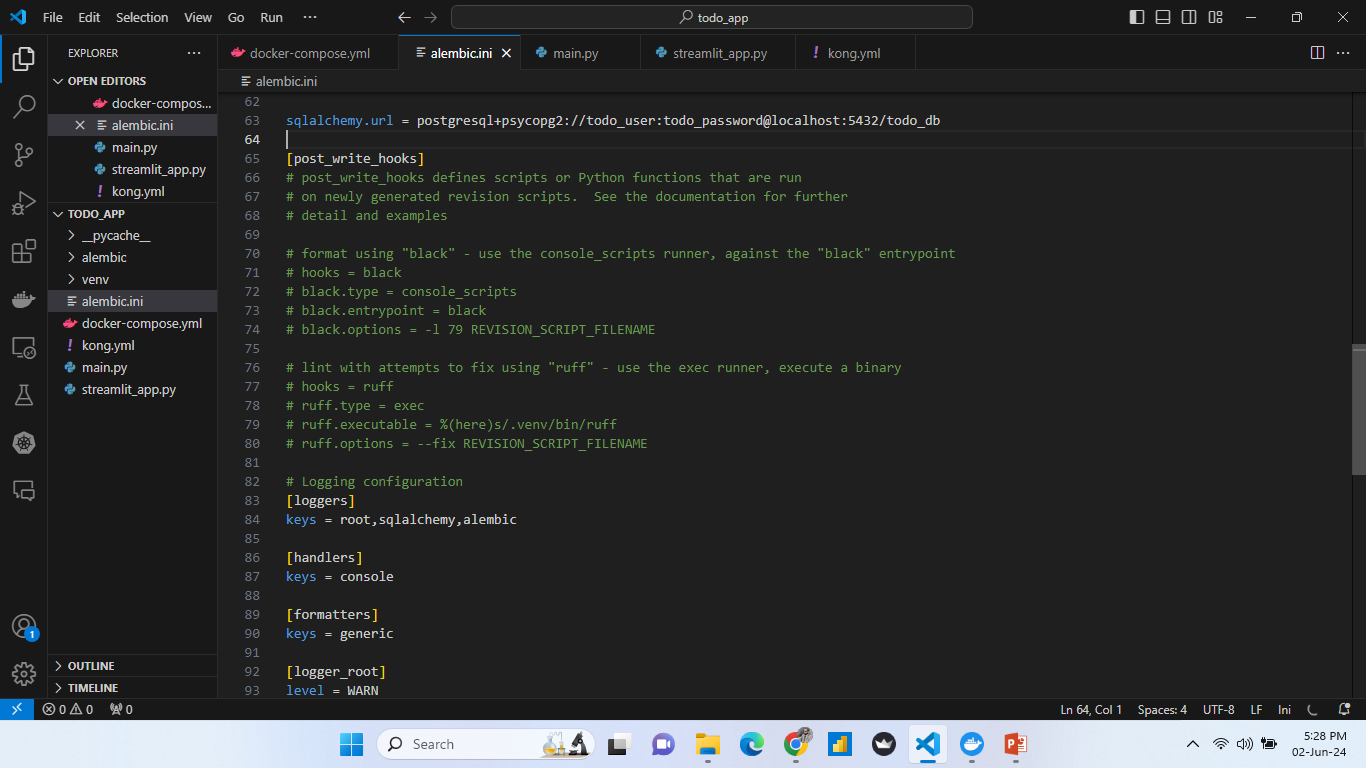 File Edit Selection View Go Run ··· todo_app
EXPLORER ···
OPEN EDITORS
docker-compos...
alembic.ini
main.py
streamlit_app.py
! kong.yml
TODO_APP
__pycache__
alembic
venv
alembic.ini
docker-compose.yml
! kong.yml
main.py
streamlit_app.py
OUTLINE
TIMELINE
docker-compose.yml alembic.ini main.py streamlit_app.py ! kong.yml ···
alembic.ini
62
63 sqlalchemy.url = postgresql+psycopg2://todo_user:todo_password@localhost:5432/todo_db
64
65 [post_write_hooks]
66 # post_write_hooks defines scripts or Python functions that are run
67 # on newly generated revision scripts.  See the documentation for further
68 # detail and examples
69
70 # format using "black" - use the console_scripts runner, against the "black" entrypoint
71 # hooks = black
72 # black.type = console_scripts
73 # black.entrypoint = black
74 # black.options = -l 79 REVISION_SCRIPT_FILENAME
75
76 # lint with attempts to fix using "ruff" - use the exec runner, execute a binary
77 # hooks = ruff
78 # ruff.type = exec
79 # ruff.executable = %(here)s/.venv/bin/ruff
80 # ruff.options = --fix REVISION_SCRIPT_FILENAME
81
82 # Logging configuration
83 [loggers]
84 keys = root,sqlalchemy,alembic
85
86 [handlers]
87 keys = console
88
89 [formatters]
90 keys = generic
91
92 [logger_root]
93 level = WARN
1
0 0 0 Ln 64, Col 1 Spaces: 4 UTF-8 LF Ini
Search
5:28 PM
02-Jun-24